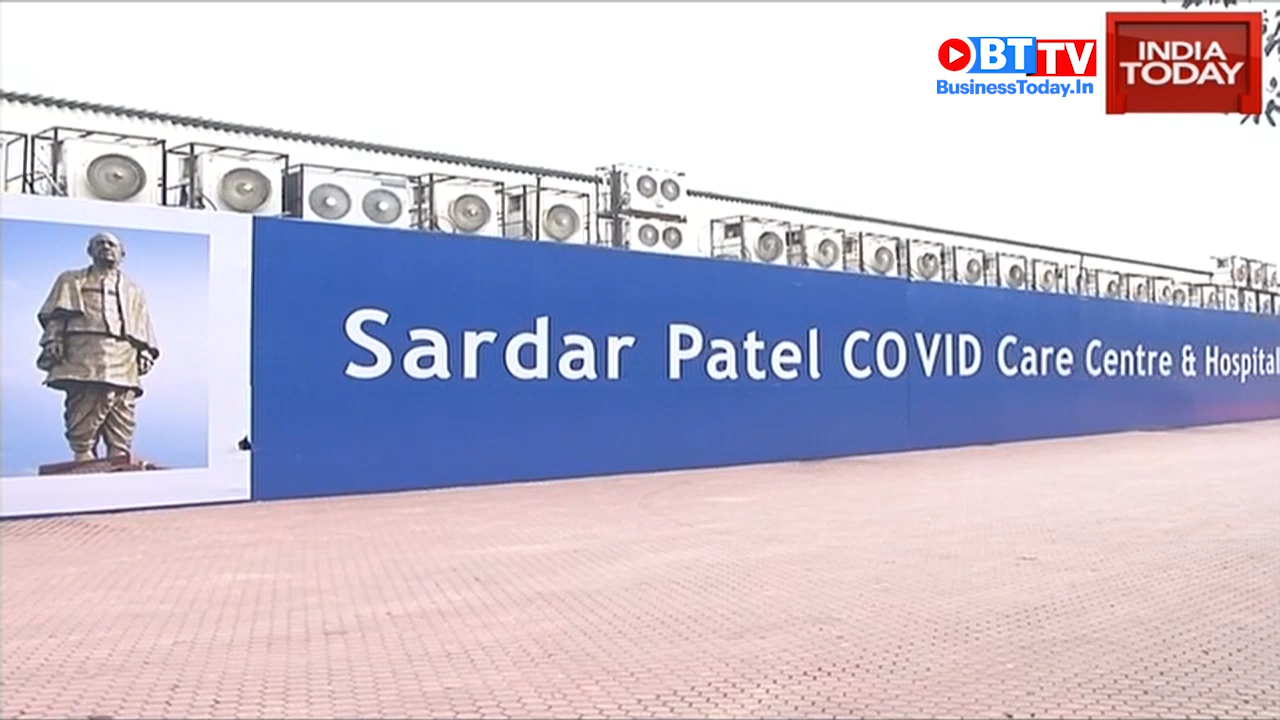 BTTV
BusinessToday.In
INDIA
TODAY
Sardar Patel COVID Care Centre & Hospital